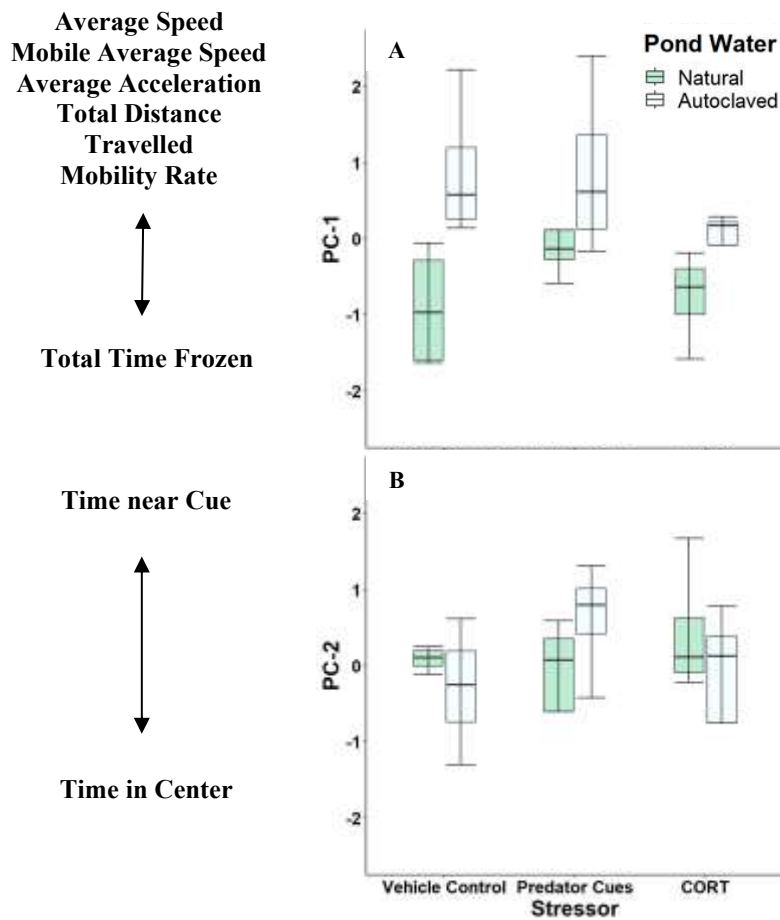 Average Speed
Mobile Average Speed
Average Acceleration
Total Distance
Travelled
Mobility Rate
Total Time Frozen
A
Pond Water
Natural
Autoclaved
PC-1
2
1
0
-1
-2
Time near Cue
Time in Center
B
PC-2
2
1
0
-1
-2
Vehicle Control Predator Cues CORT
Stressor